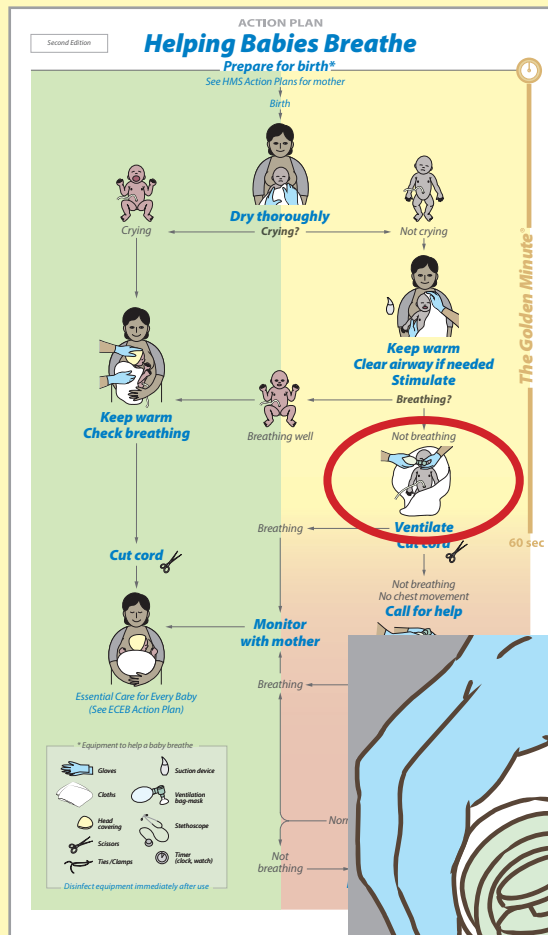 ACTION PLAN
Second Edition
Helping Babies Breathe
Prepare for birth*
See HMS Action Plans for mother
Birth
Dry thoroughly
Crying
Crying?
Not crying
The Golden Minute®
Keep warm
Clear airway if needed
Stimulate
Breathing?
Keep warm
Check breathing
Breathing well
Not breathing
Breathing
Ventilate
Cut cord
60 sec
Cut cord
Not breathing
No chest movement
Call for help
Monitor
with mother
Breathing
Essential Care for Every Baby
(See ECEB Action Plan)
* Equipment to help a baby breathe
Gloves
Suction device
Cloths
Ventilation
bag-mask
Head
covering
Stethoscope
Scissors
Ties/Clamps
Timer
(clock, watch)
Disinfect equipment immediately after use
Not
breathing